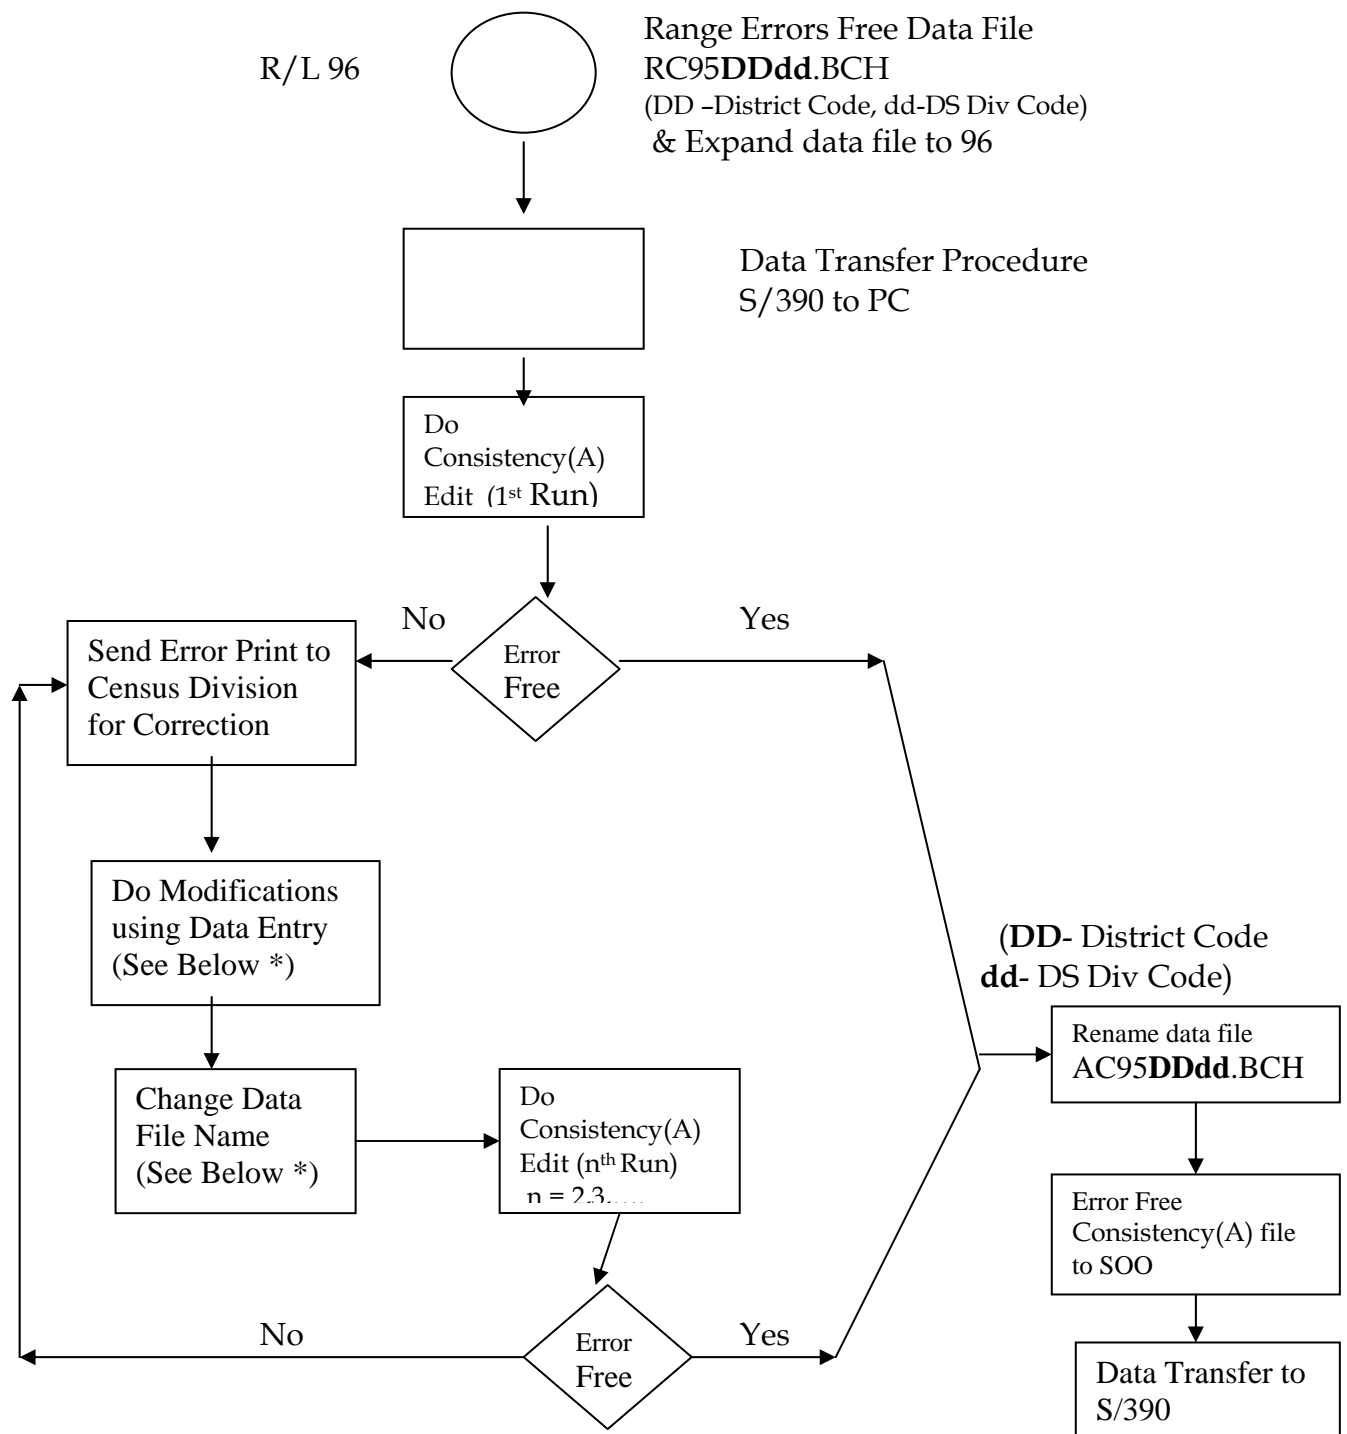 R/L 96
Range Errors Free Data File
RC95DDdd.BCH
(DD –District Code, dd-DS Div Code)
& Expand data file to 96
Data Transfer Procedure
S/390 to PC
Do
Consistency(A)
Edit (1st Run)
No
Yes
Error
Free
Send Error Print to
Census Division
for Correction
Do Modifications
using Data Entry
(See Below *)
Change Data
File Name
(See Below *)
Do
Consistency(A)
Edit (nth Run)
n = 2,3,....
No
Yes
Error
Free
(DD- District Code
dd- DS Div Code)
Rename data file
AC95DDdd.BCH
Error Free
Consistency(A) file
to SOO
Data Transfer to
S/390